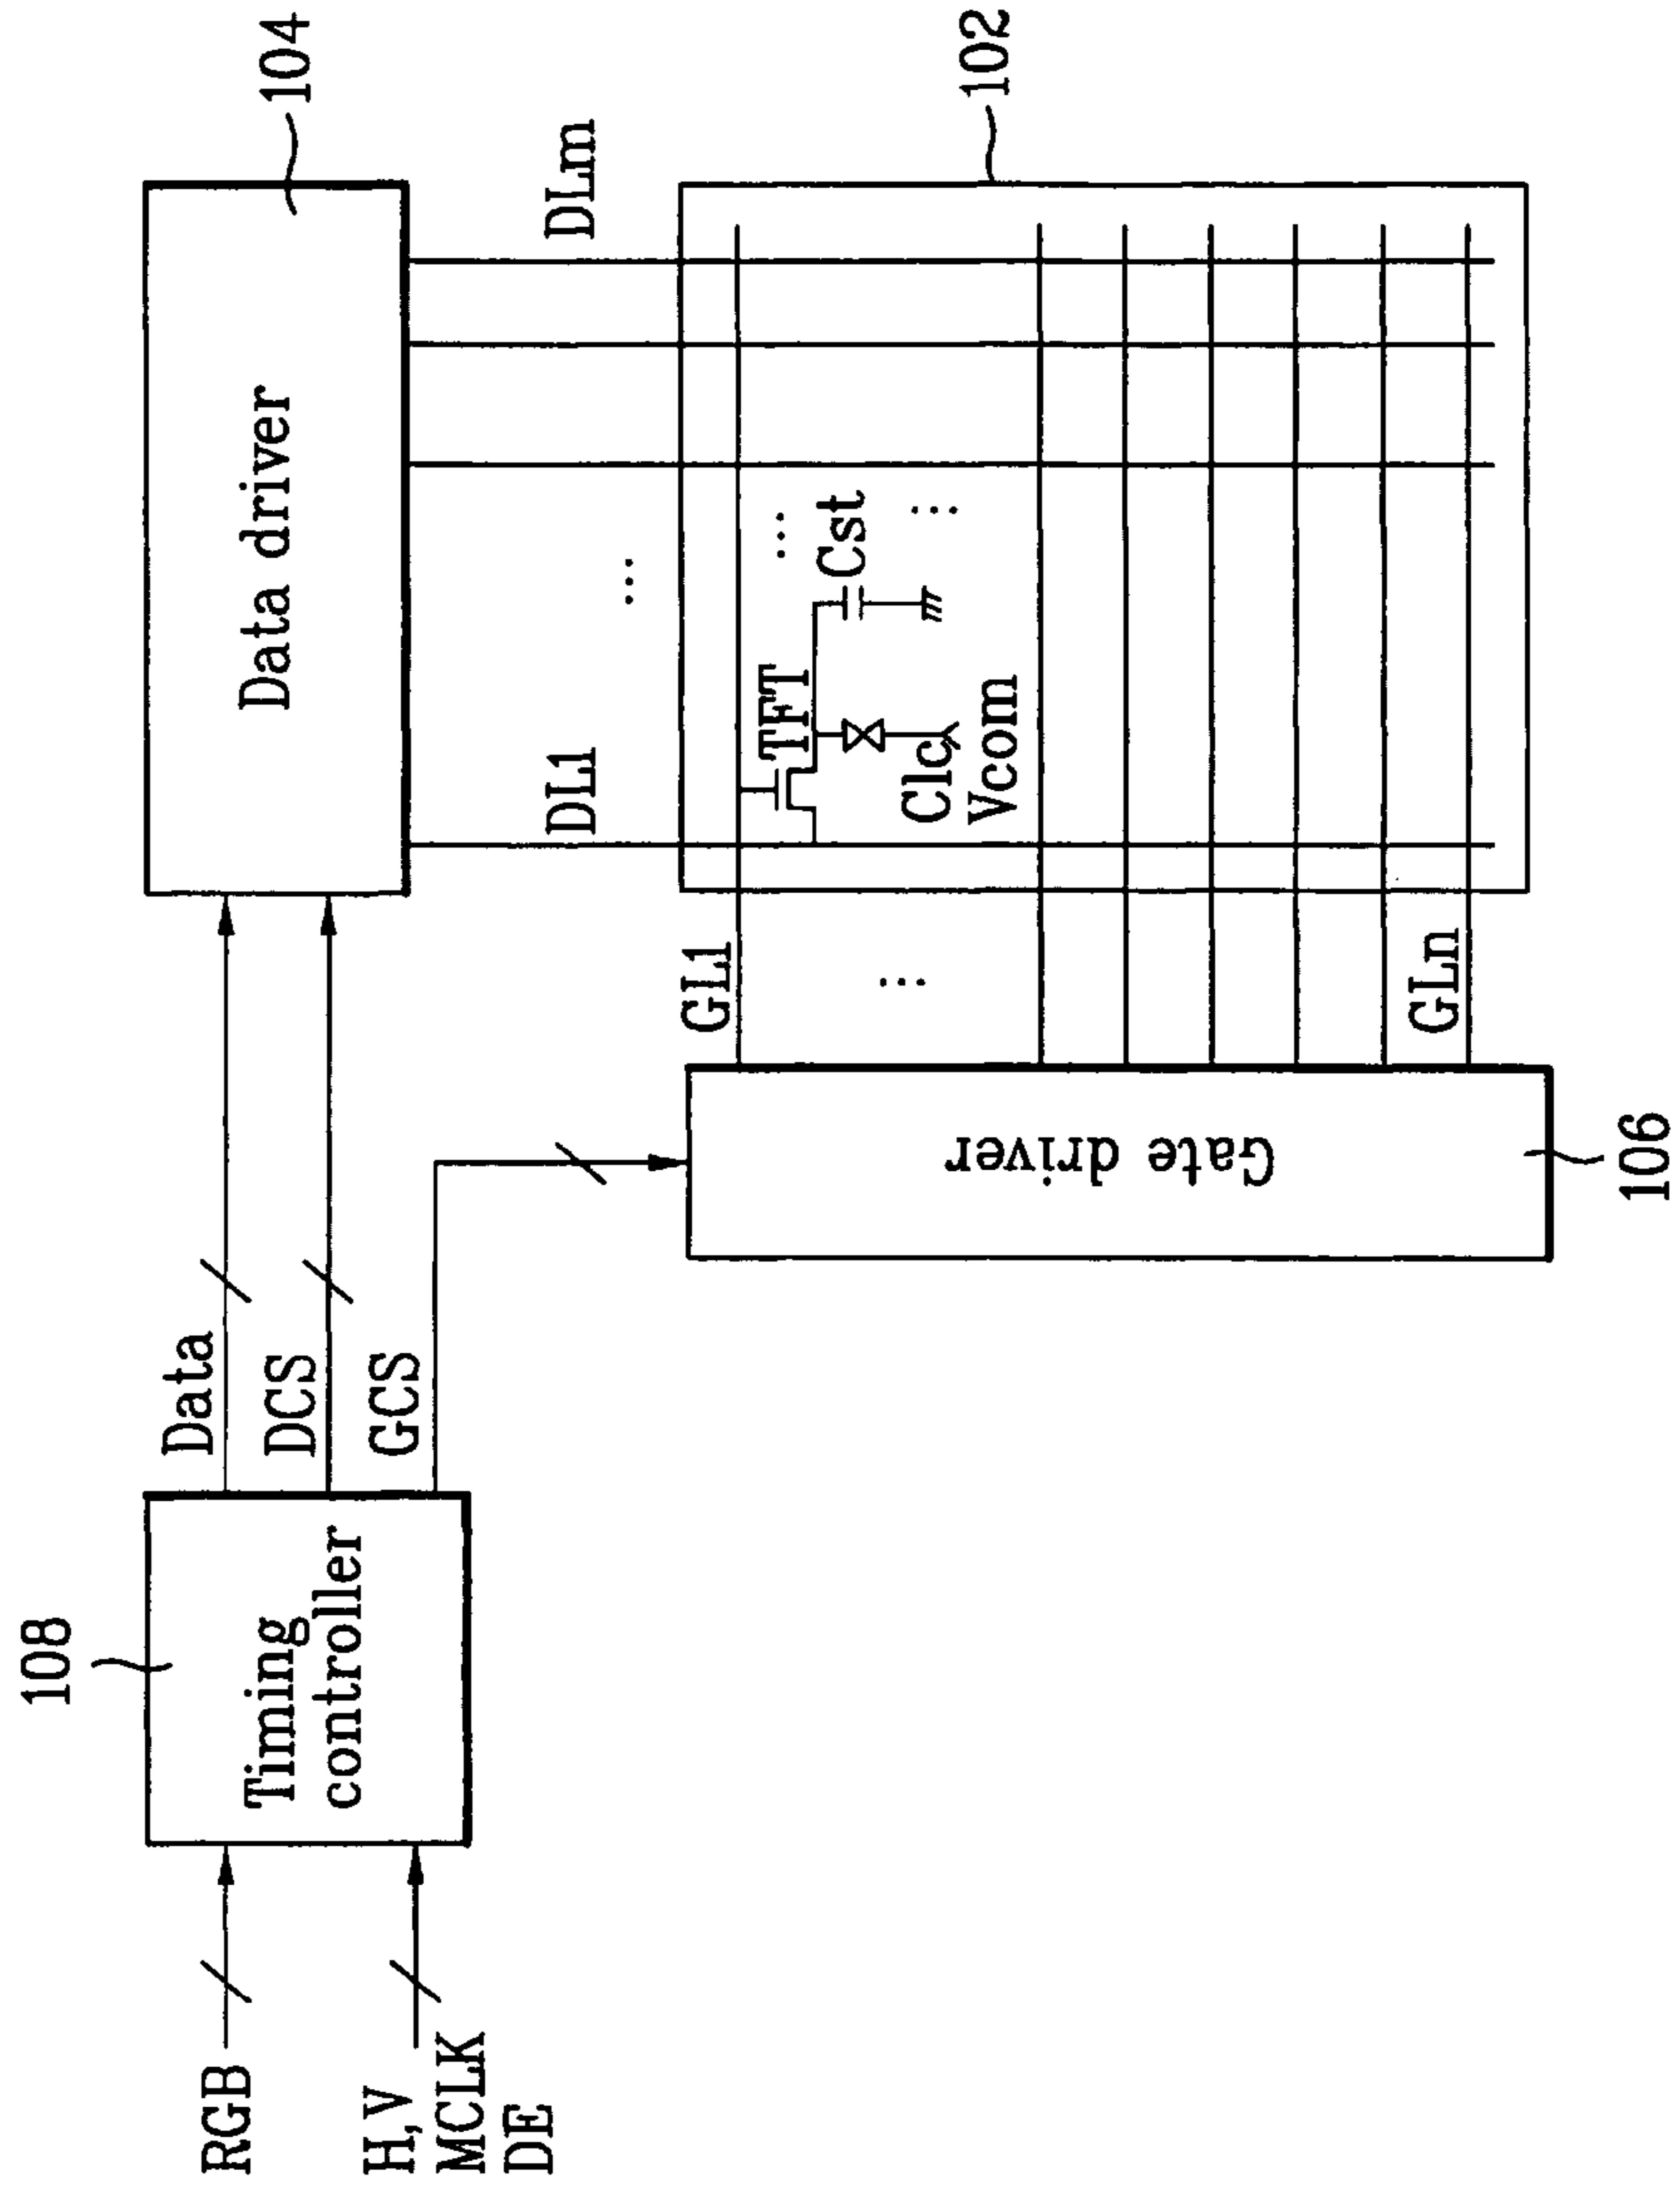 108
104
RGB
H,V
MCLK
DE
Timing
controller
Data
DCS
GCS
Data driver
DL1
...
DLm
102
GL1
...
GLn
TFT
Cst
...
Clc
Vcom
...
Gate driver
106